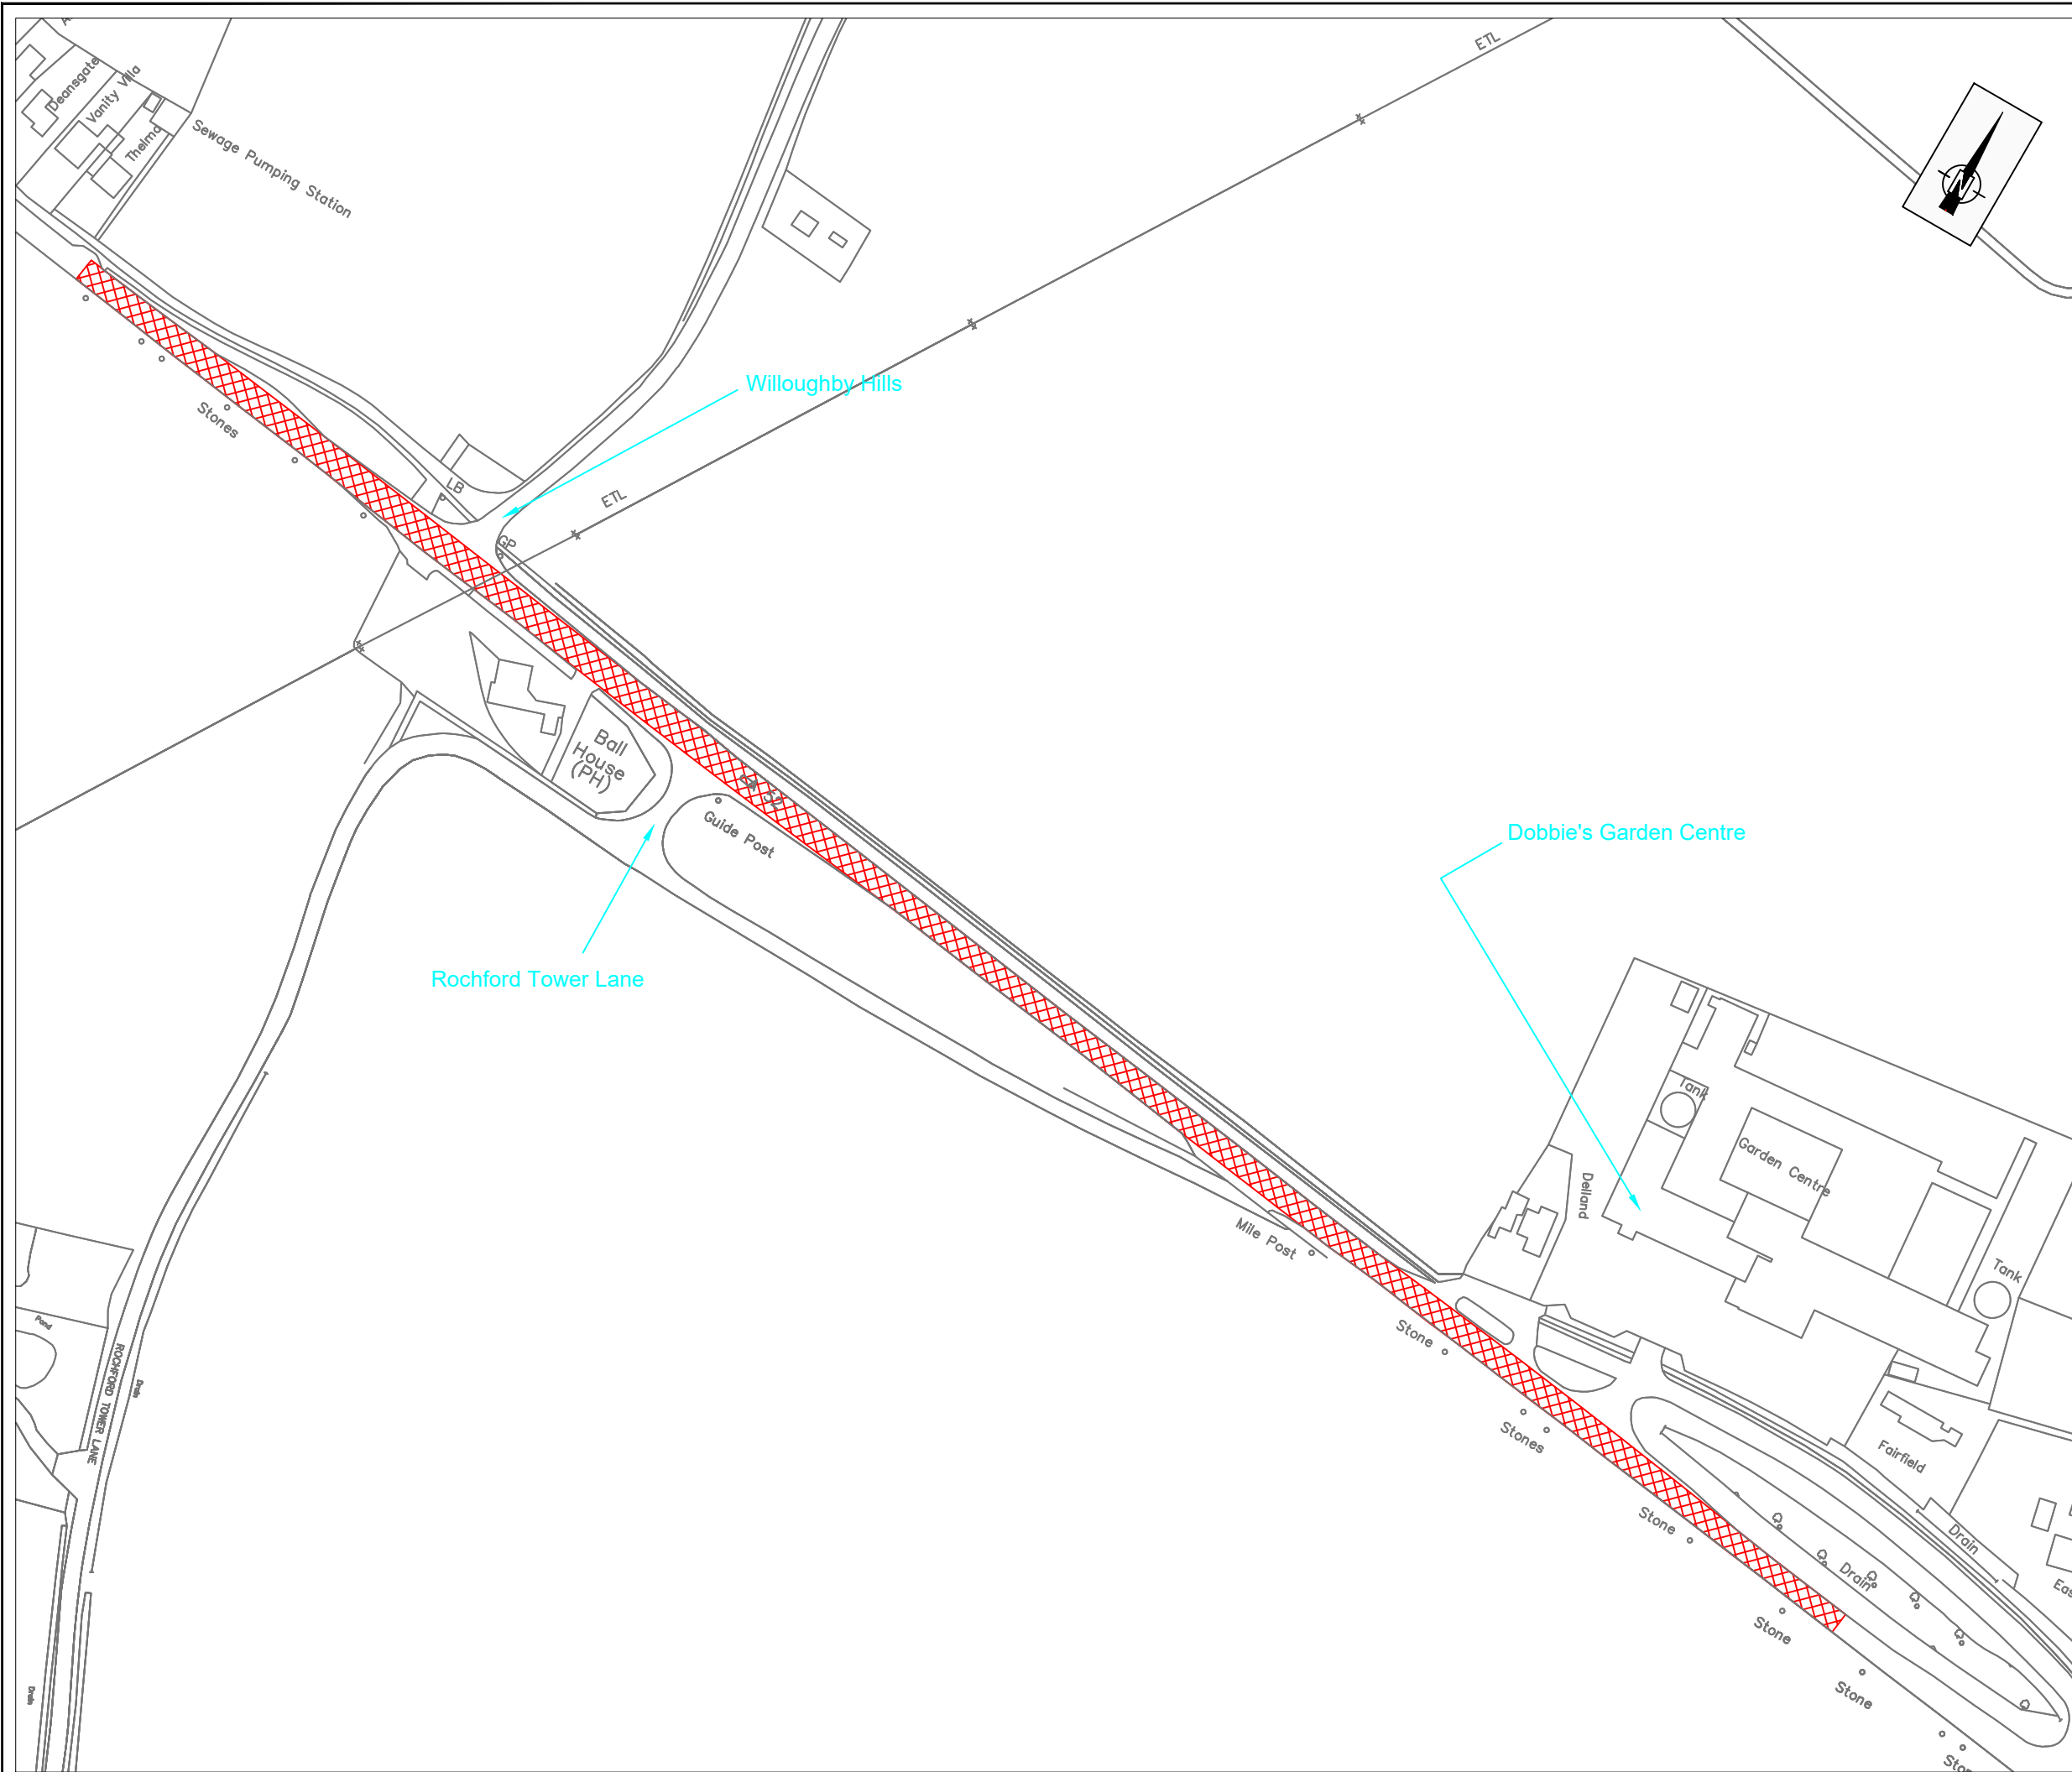 Deansgate
Vanity Villa
Thelma
Sewage Pumping Station
ETL
Willoughby Hills
Stones
LB
ETL
GP
Ball
House
(PH)
52
Guide Post
Dobbie's Garden Centre
Rochford Tower Lane
Tank
Garden Centre
Delland
Tank
Mile Post
Stone
Pond
ROCHFORD TOWER LANE
Drain
Stones
Fairfield
Stone
Drain
Drain
Stone
Drain
Stone